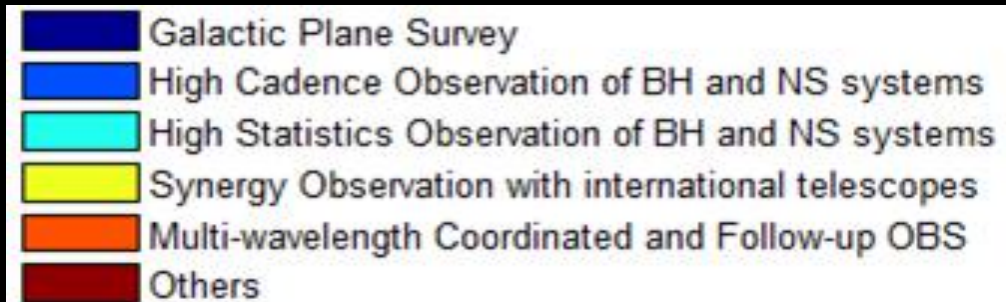 Galactic Plane Survey
High Cadence Observation of BH and NS systems
High Statistics Observation of BH and NS systems
Synergy Observation with international telescopes
Multi-wavelength Coordinated and Follow-up OBS
Others